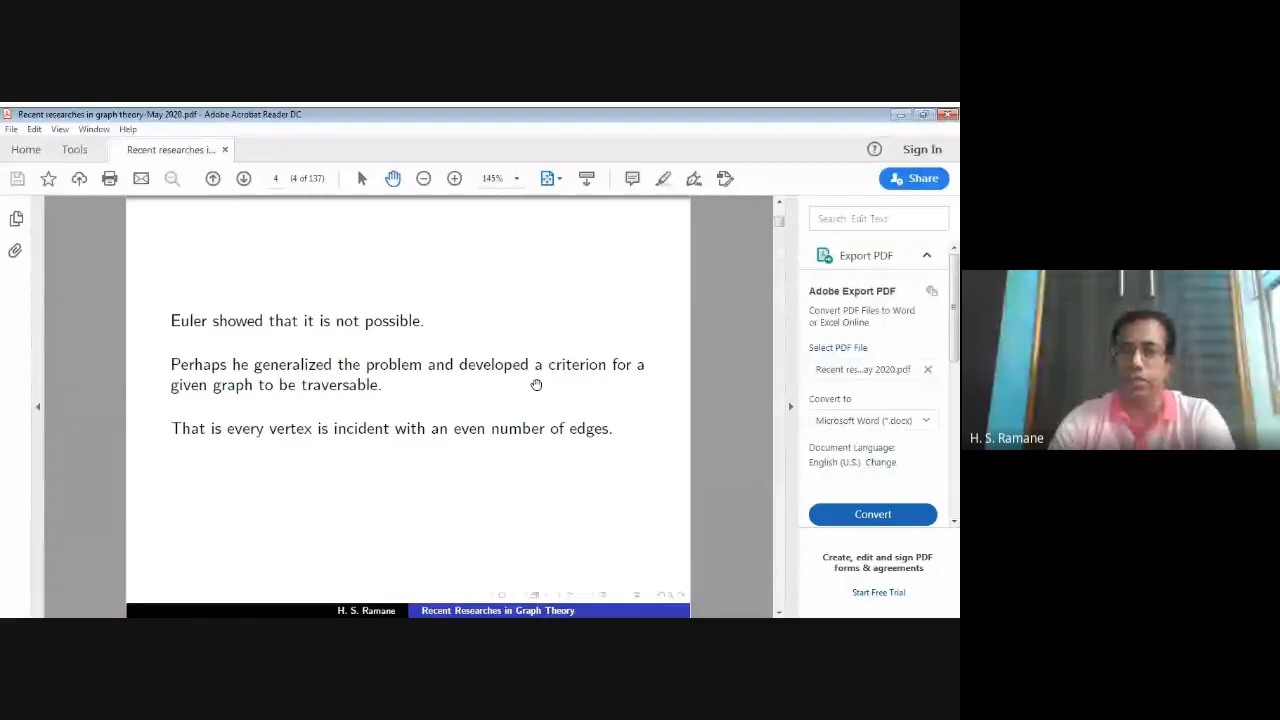 Recent researches in graph theory-May 2020.pdf - Adobe Acrobat Reader DC
File Edit View Window Help
Home Tools Recent researches i... ×
Sign In
4 (4 of 137) 145% Share
Search 'Edit Text'
Export PDF
Adobe Export PDF
Convert PDF Files to Word
or Excel Online
Select PDF File
Recent res...ay 2020.pdf
Convert to
Microsoft Word (*.docx)
Document Language:
English (U.S.) Change
Convert
Create, edit and sign PDF
forms & agreements
Start Free Trial
Euler showed that it is not possible.
Perhaps he generalized the problem and developed a criterion for a
given graph to be traversable.
That is every vertex is incident with an even number of edges.
H. S. Ramane Recent Researches in Graph Theory
H. S. Ramane